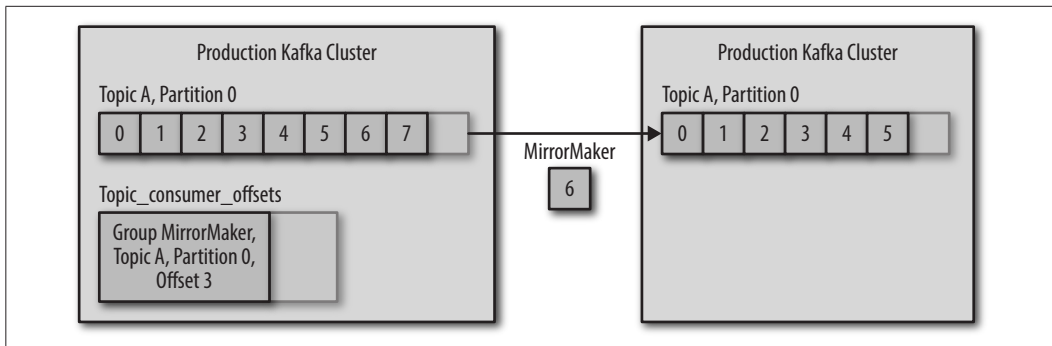 Production Kafka Cluster
Topic A, Partition 0
0 1 2 3 4 5 6 7
Topic_consumer_offsets
Group MirrorMaker,
Topic A, Partition 0,
Offset 3
MirrorMaker
6
Production Kafka Cluster
Topic A, Partition 0
0 1 2 3 4 5